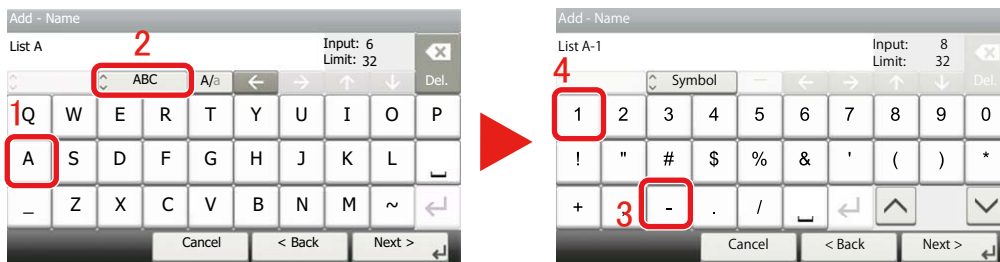 Add - Name
List A
Input: 6
Limit: 32
2
ABC
A/a
Del.
1
Q W E R T Y U I O P
A S D F G H J K L
_ Z X C V B N M ~
Cancel
< Back
Next >
Add - Name
List A-1
Input: 8
Limit: 32
4
Symbol
Del.
1 2 3 4 5 6 7 8 9 0
! " # $ % & ' ( ) *
3
+ - . /
Cancel
< Back
Next >